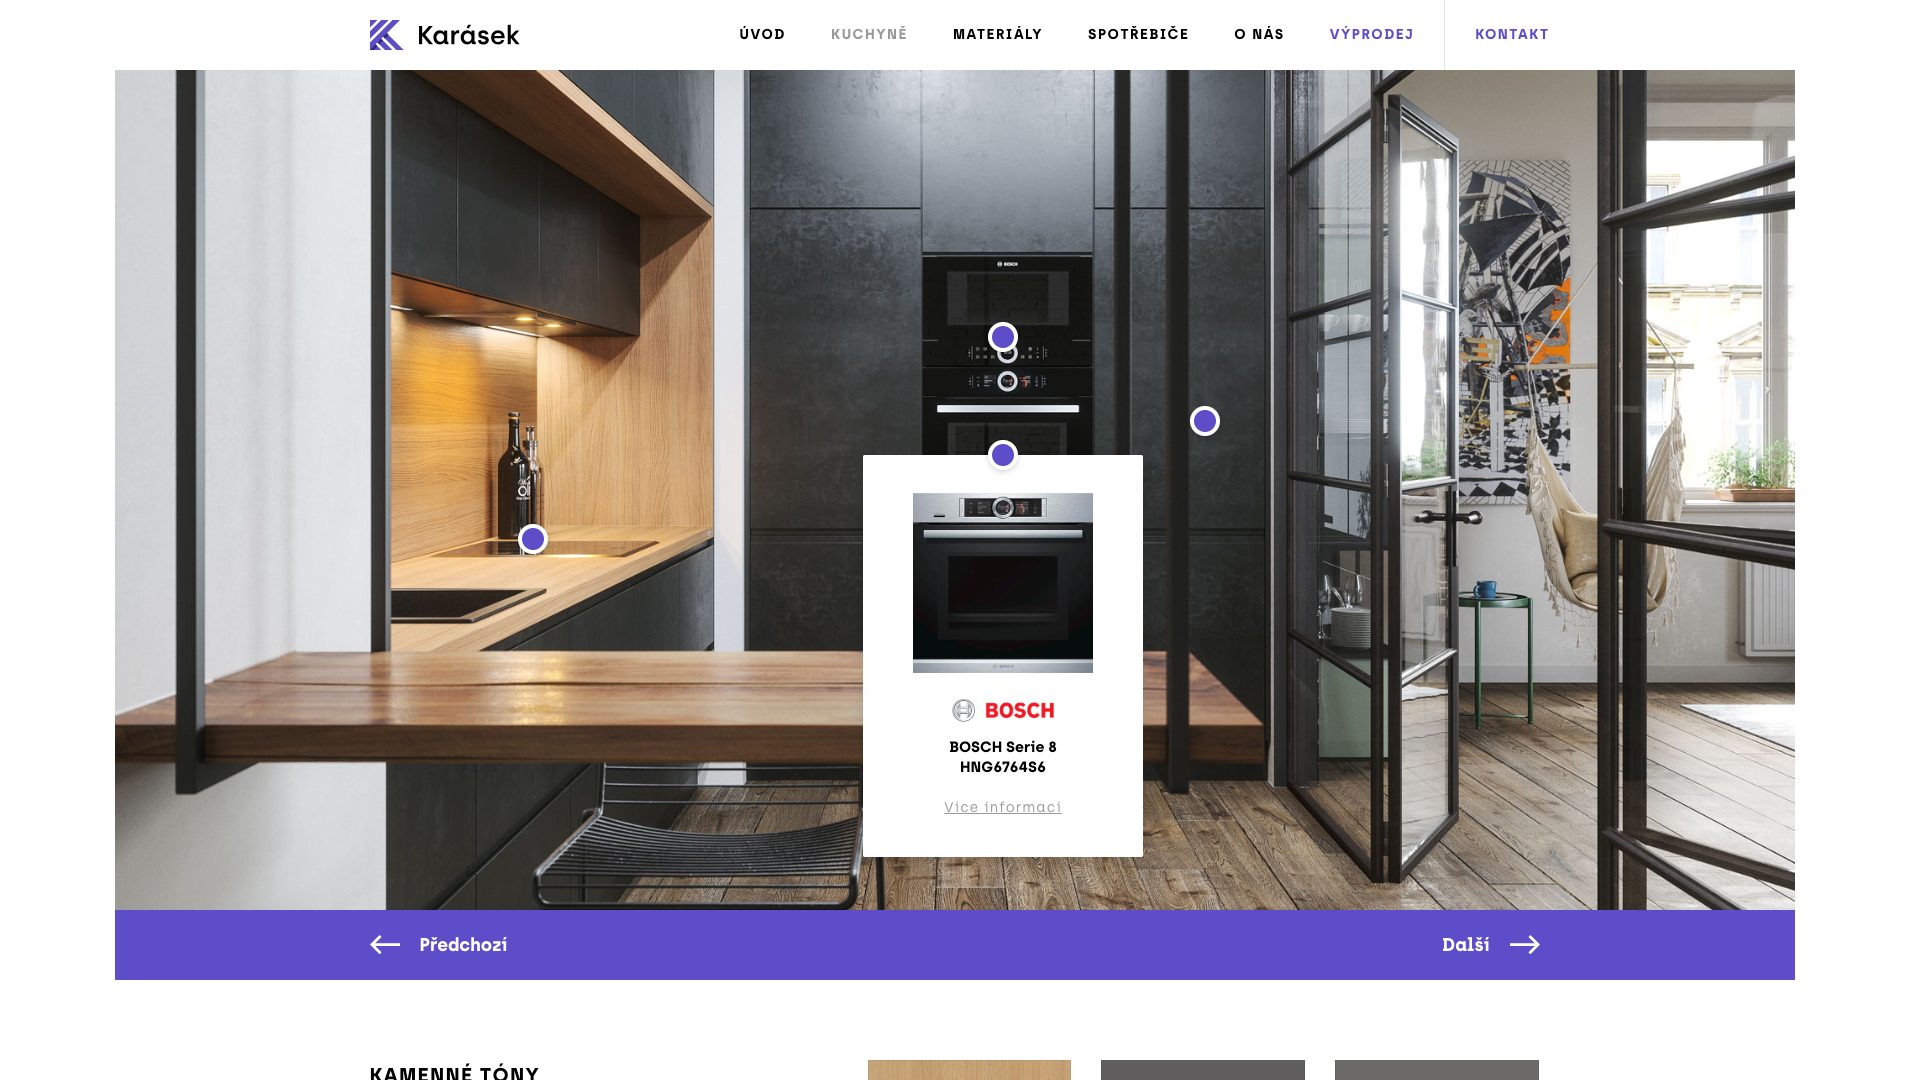 Karásek
ÚVOD
KUCHYNĚ
MATERIÁLY
SPOTŘEBIČE
O NÁS
VÝPRODEJ
KONTAKT
BOSCH
BOSCH
BOSCH
BOSCH Serie 8
HNG6764S6
Více informací
Předchozí
Další
KAMENNÉ TÓNY